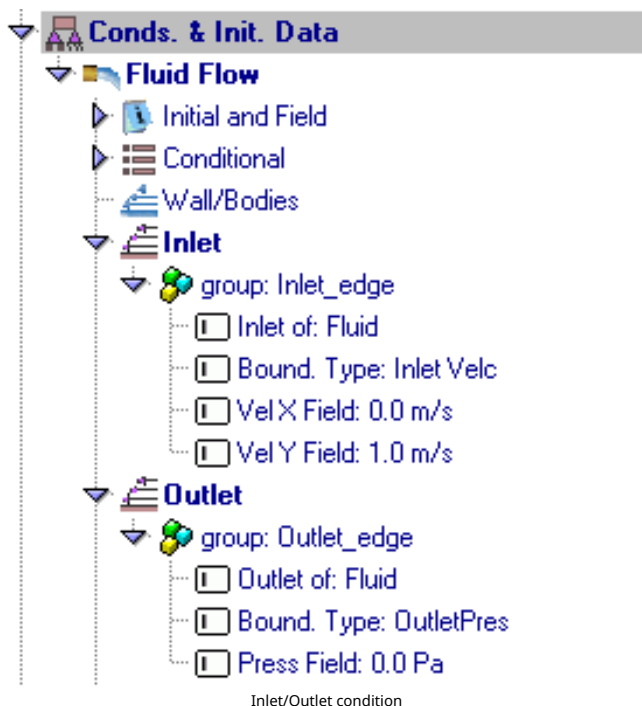 Conds. & Init. Data
Fluid Flow
Initial and Field
Conditional
Wall/Bodies
Inlet
group: Inlet_edge
Inlet of: Fluid
Bound. Type: Inlet Velc
Vel X Field: 0.0 m/s
Vel Y Field: 1.0 m/s
Outlet
group: Outlet_edge
Outlet of: Fluid
Bound. Type: OutletPres
Press Field: 0.0 Pa
Inlet/Outlet condition